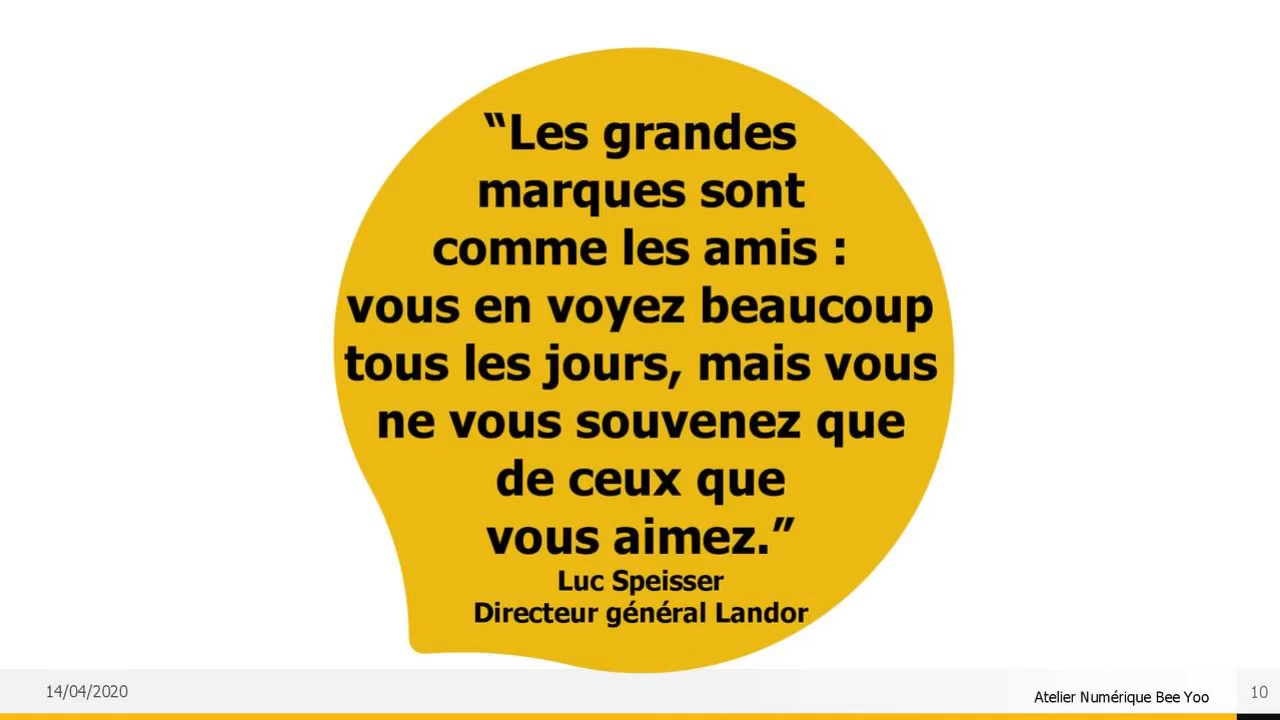 “Les grandes
marques sont
comme les amis :
vous en voyez beaucoup
tous les jours, mais vous
ne vous souvenez que
de ceux que
vous aimez.”
Luc Speisser
Directeur général Landor
14/04/2020
Atelier Numérique Bee Yoo
10